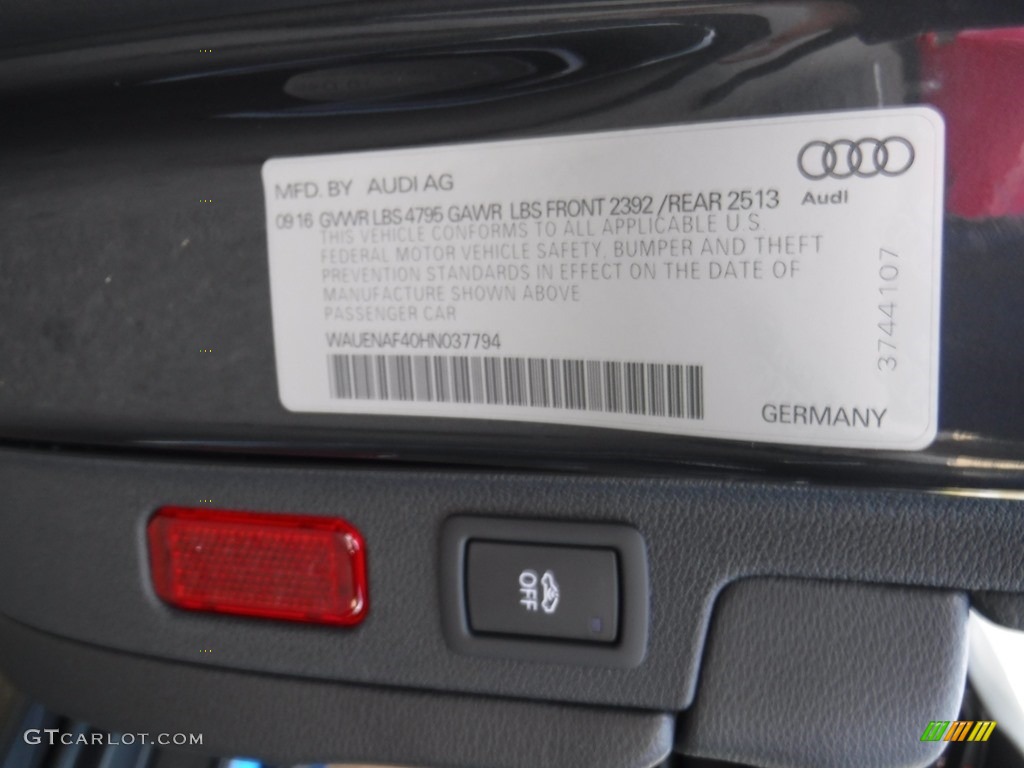 Audi
MFD. BY AUDI AG
09 16 GVWR LBS 4795 GAWR LBS FRONT 2392 /REAR 2513
THIS VEHICLE CONFORMS TO ALL APPLICABLE U.S.
FEDERAL MOTOR VEHICLE SAFETY, BUMPER AND THEFT
PREVENTION STANDARDS IN EFFECT ON THE DATE OF
MANUFACTURE SHOWN ABOVE
PASSENGER CAR
WAUENAF40HN037794
3744107
GERMANY
OFF
GTCARLOT.COM